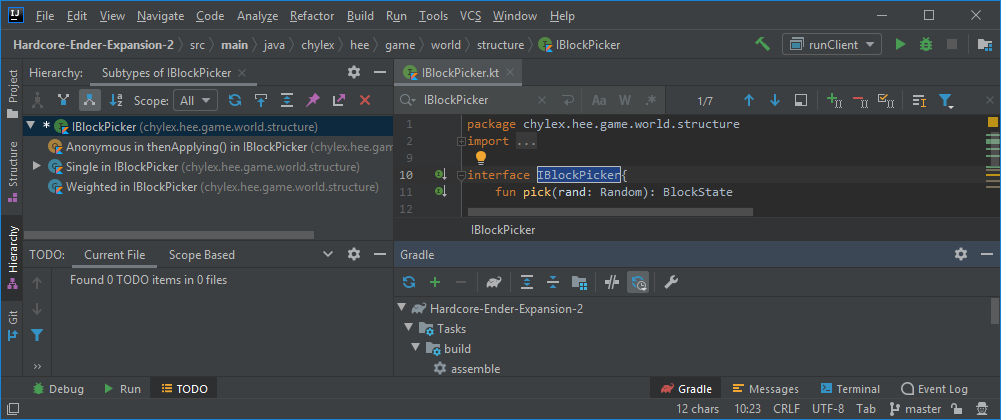 File Edit View Navigate Code Analyze Refactor Build Run Tools VCS Window Help
Hardcore-Ender-Expansion-2 src main java chylex hee game world structure IBlockPicker
runClient
Project
Structure
Hierarchy
Git
Hierarchy: Subtypes of IBlockPicker
Scope: All
* IBlockPicker (chylex.hee.game.world.structure)
Anonymous in thenApplying() in IBlockPicker (chylex.hee.game
Single in IBlockPicker (chylex.hee.game.world.structure)
Weighted in IBlockPicker (chylex.hee.game.world.structure)
IBlockPicker.kt
IBlockPicker Aa W .* 1/7
1 package chylex.hee.game.world.structure
2 import ...
9
10 interface IBlockPicker{
11 fun pick(rand: Random): BlockState
12
IBlockPicker
TODO: Current File Scope Based
Found 0 TODO items in 0 files
Gradle
Hardcore-Ender-Expansion-2
Tasks
build
assemble
Debug Run TODO Gradle Messages Terminal Event Log
12 chars 10:23 CRLF UTF-8 Tab master